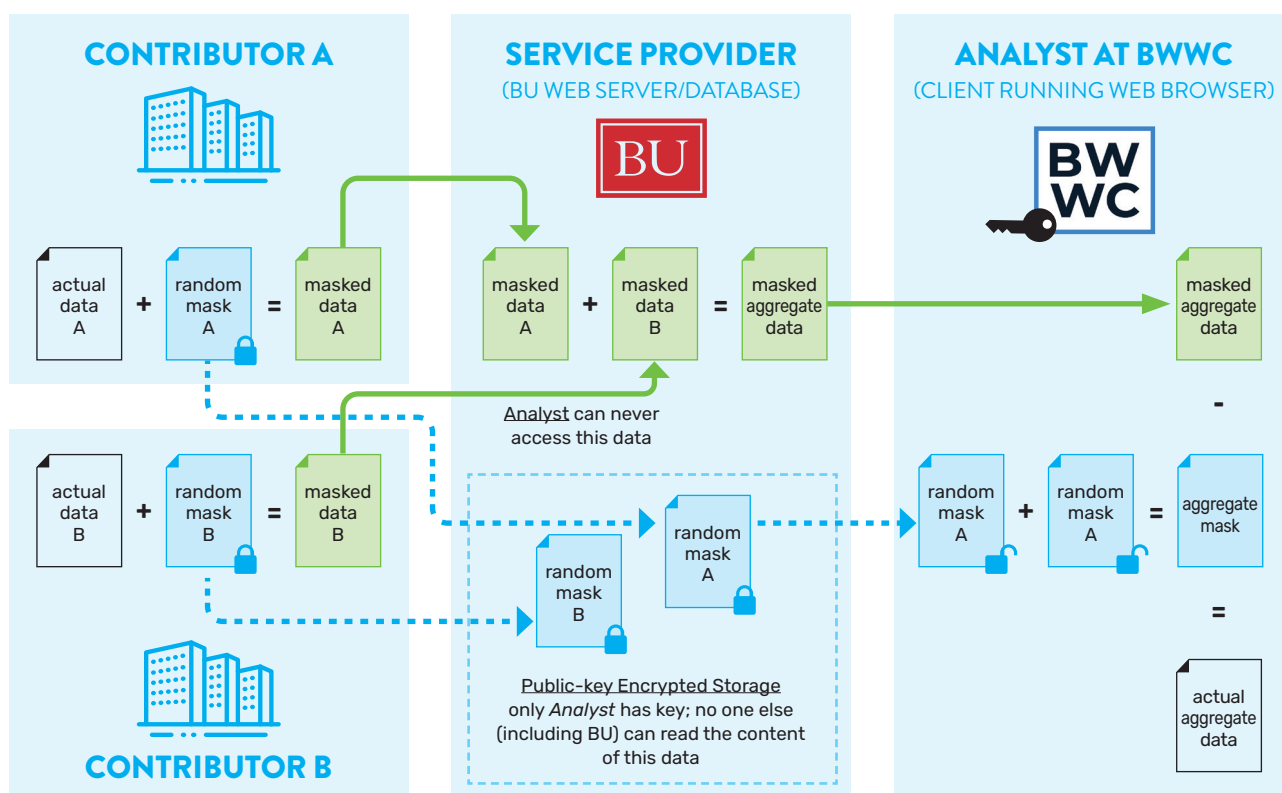 CONTRIBUTOR A
actual
data
A
+
random
mask
A
=
masked
data
A
actual
data
B
+
random
mask
B
=
masked
data
B
CONTRIBUTOR B
SERVICE PROVIDER
(BU WEB SERVER/DATABASE)
BU
masked
data
A
+
masked
data
B
=
masked
aggregate
data
Analyst can never
access this data
random
mask
B
random
mask
A
Public-key Encrypted Storage
only Analyst has key; no one else
(including BU) can read the content
of this data
ANALYST AT BWWC
(CLIENT RUNNING WEB BROWSER)
BW
WC
masked
aggregate
data
-
random
mask
A
+
random
mask
A
=
aggregate
mask
=
actual
aggregate
data